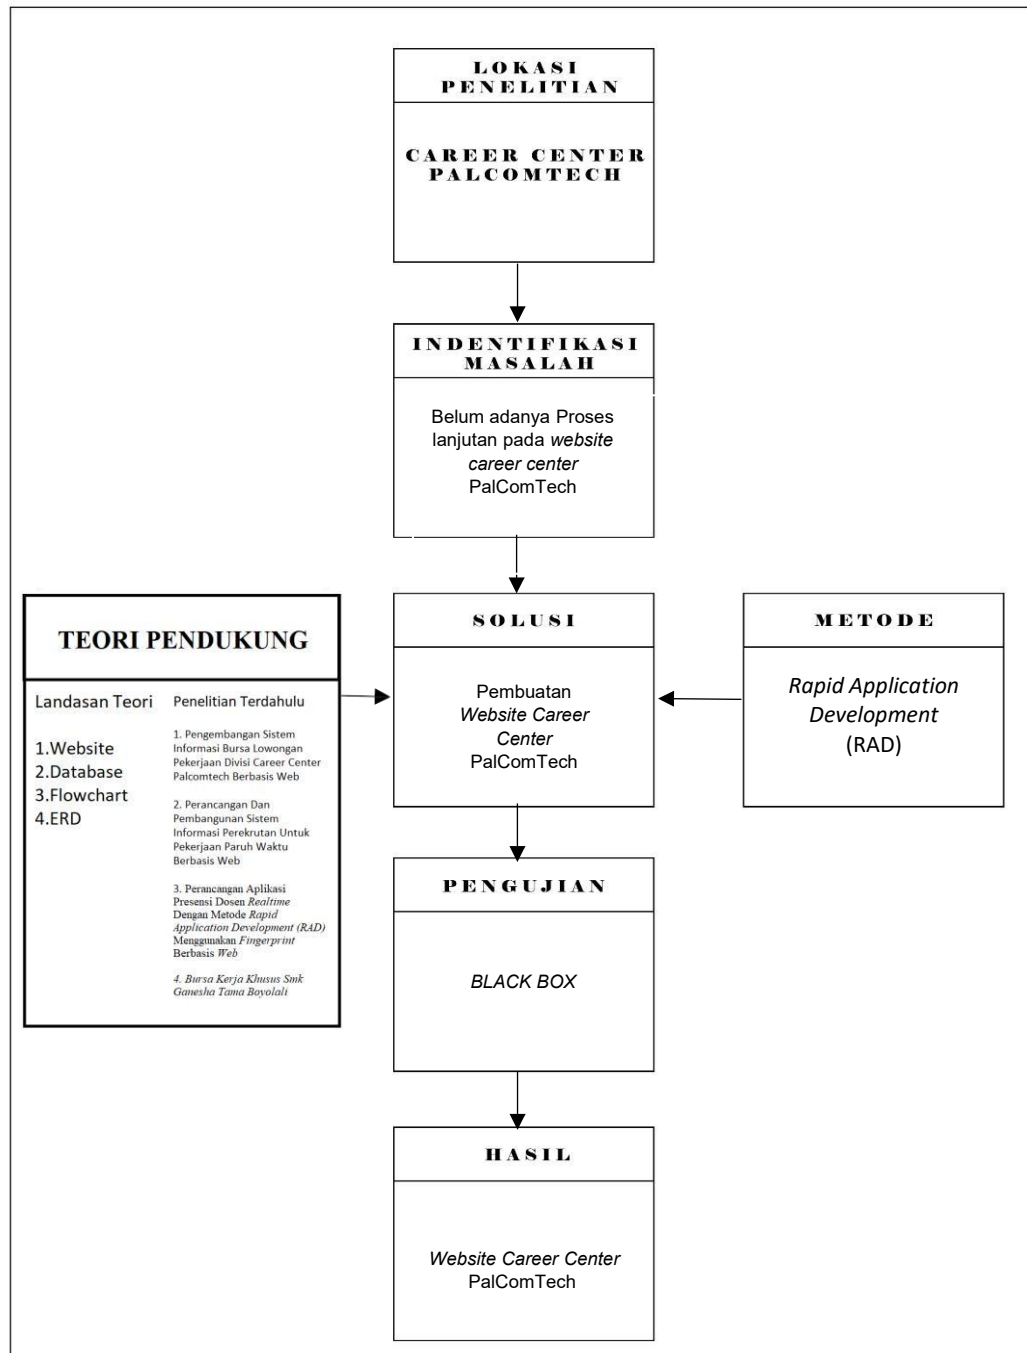 LOKASI
PENELITIAN
CAREER CENTER
PALCOMTECH
INDENTIFIKASI
MASALAH
Belum adanya Proses
lanjutan pada website
career center
PalComTech
TEORI PENDUKUNG
Landasan Teori
1.Website
2.Database
3.Flowchart
4.ERD
Penelitian Terdahulu
1. Pengembangan Sistem
Informasi Bursa Lowongan
Pekerjaan Divisi Career Center
Palcomtech Berbasis Web
2. Perancangan Dan
Pembangunan Sistem
Informasi Perekrutan Untuk
Pekerjaan Paruh Waktu
Berbasis Web
3. Perancangan Aplikasi
Presensi Dosen Realtime
Dengan Metode Rapid
Application Development (RAD)
Menggunakan Fingerprint
Berbasis Web
4. Bursa Kerja Khusus Smk
Ganesha Tama Boyolali
SOLUSI
Pembuatan
Website Career
Center
PalComTech
METODE
Rapid Application
Development
(RAD)
PENGUJIAN
BLACK BOX
HASIL
Website Career Center
PalComTech